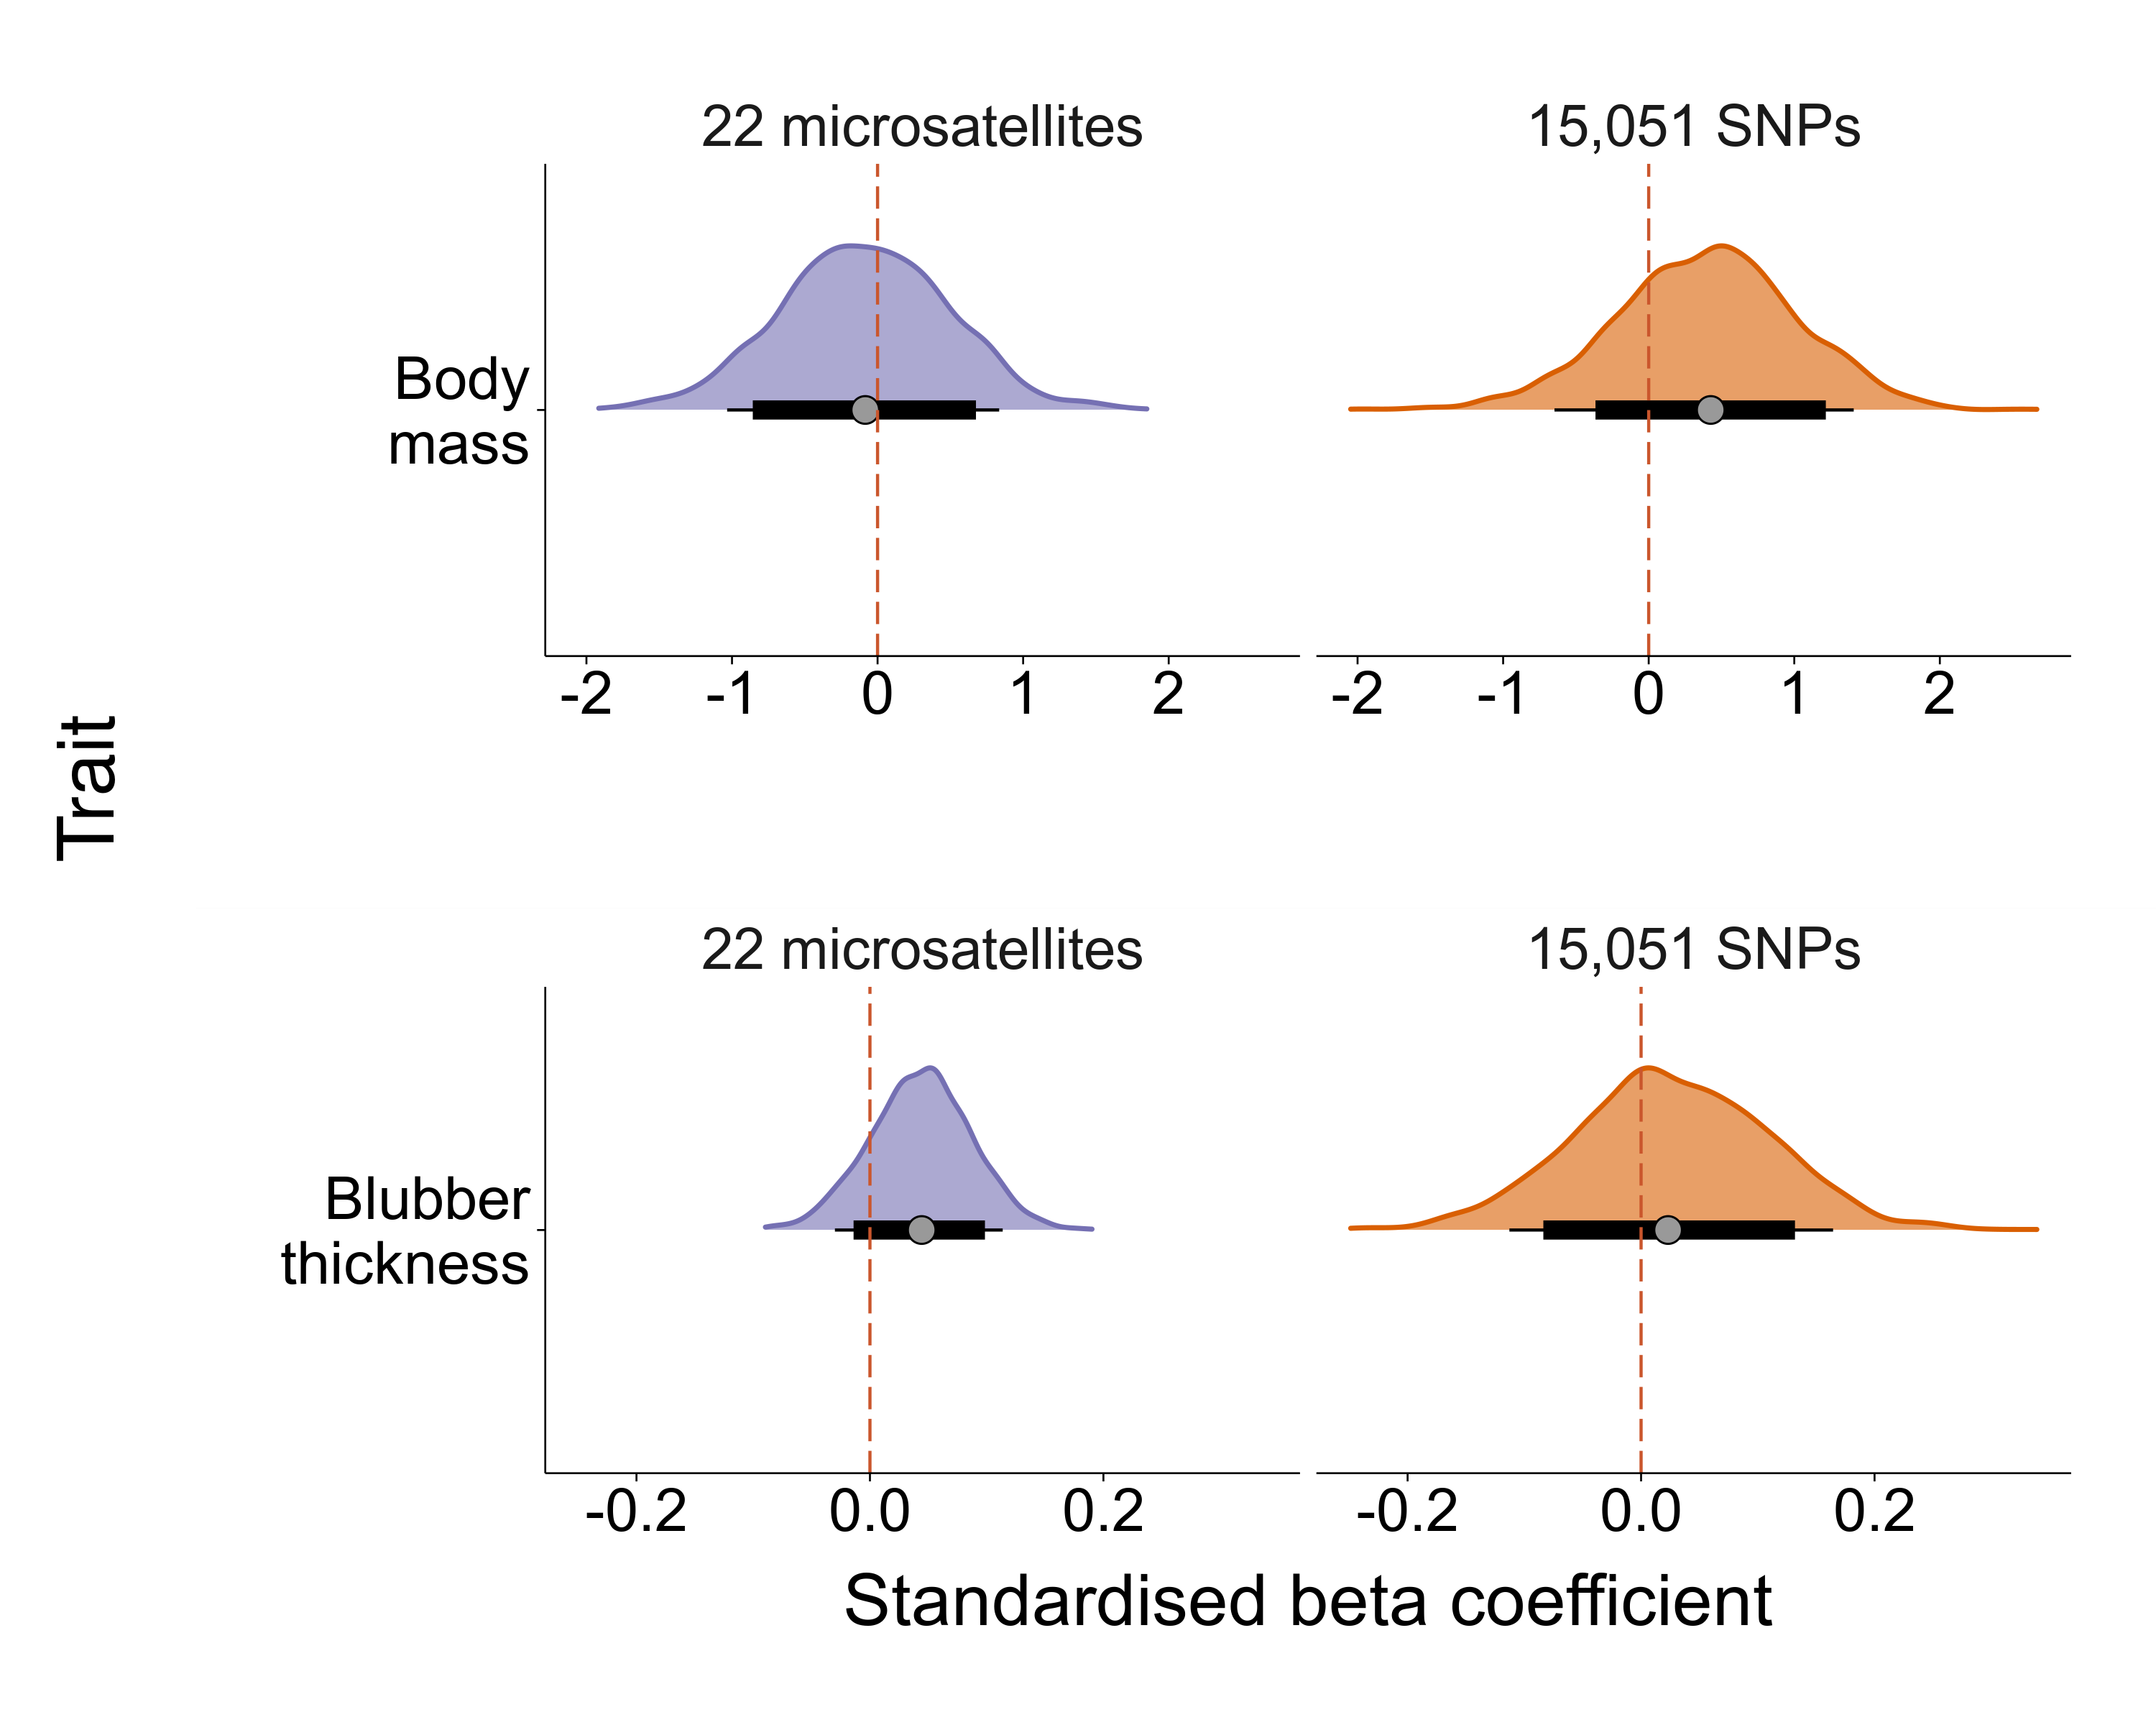 22 microsatellites
15,051 SNPs
Body
mass
-2 -1 0 1 2
-2 -1 0 1 2
Trait
22 microsatellites
15,051 SNPs
Blubber
thickness
-0.2 0.0 0.2
-0.2 0.0 0.2
Standardised beta coefficient